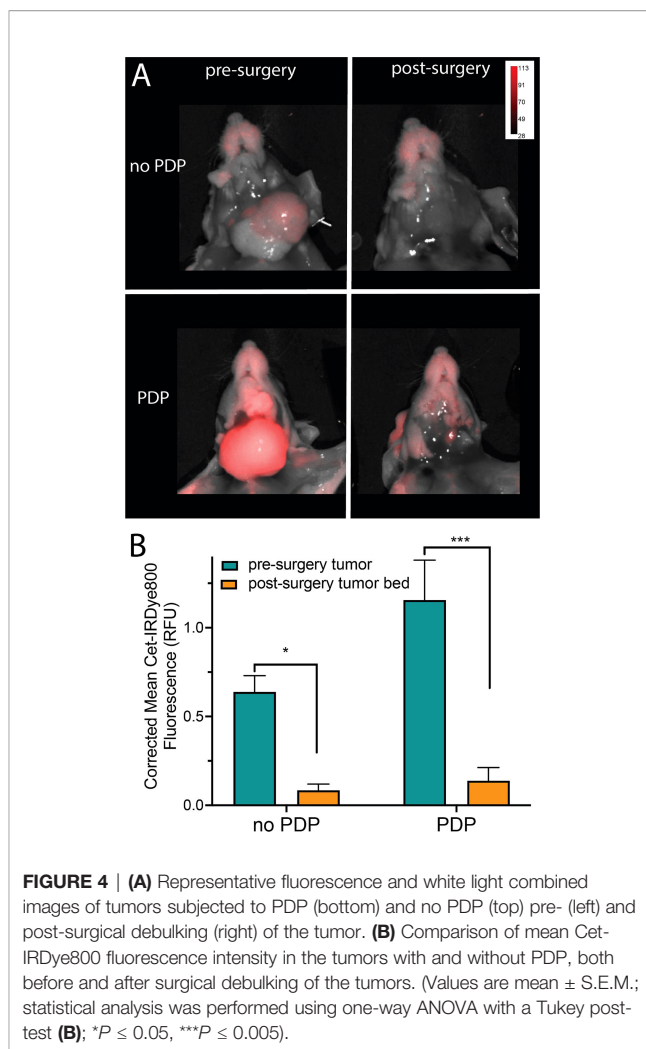 A
pre-surgery
post-surgery
113
91
70
49
28
no PDP
PDP
B
Corrected Mean Cet-IRDye800
Fluorescence (RFU)
pre-surgery tumor
post-surgery tumor bed
***
*
1.0
0.5
0.0
no PDP
PDP
FIGURE 4 | (A) Representative fluorescence and white light combined
images of tumors subjected to PDP (bottom) and no PDP (top) pre- (left) and
post-surgical debulking (right) of the tumor. (B) Comparison of mean Cet-
IRDye800 fluorescence intensity in the tumors with and without PDP, both
before and after surgical debulking of the tumors. (Values are mean ± S.E.M.;
statistical analysis was performed using one-way ANOVA with a Tukey post-
test (B); *P ≤ 0.05, ***P ≤ 0.005).